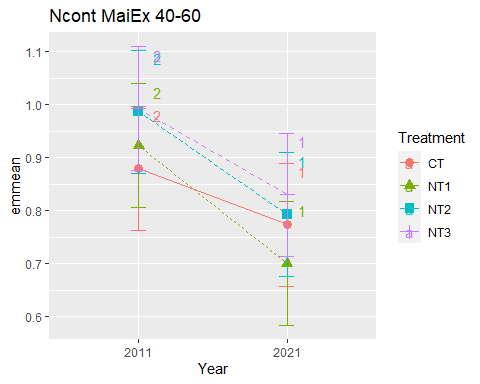 Ncont MaiEx 40-60
1.1
1.0
0.9
0.8
0.7
0.6
emmean
2
2
2
2
1
1
1
1
2011
2021
Year
Treatment
a CT
a NT1
a NT2
a NT3